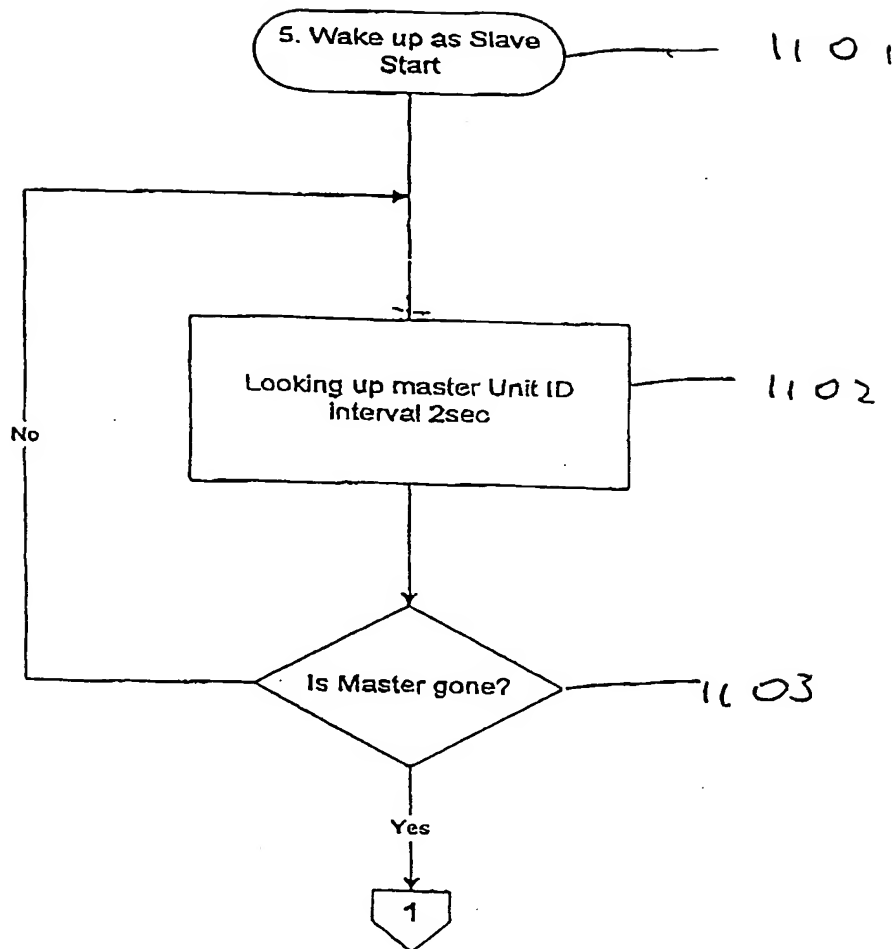 5. Wake up as Slave
Start
1101
Looking up master Unit ID
interval 2sec
1102
No
Is Master gone?
1103
Yes
1